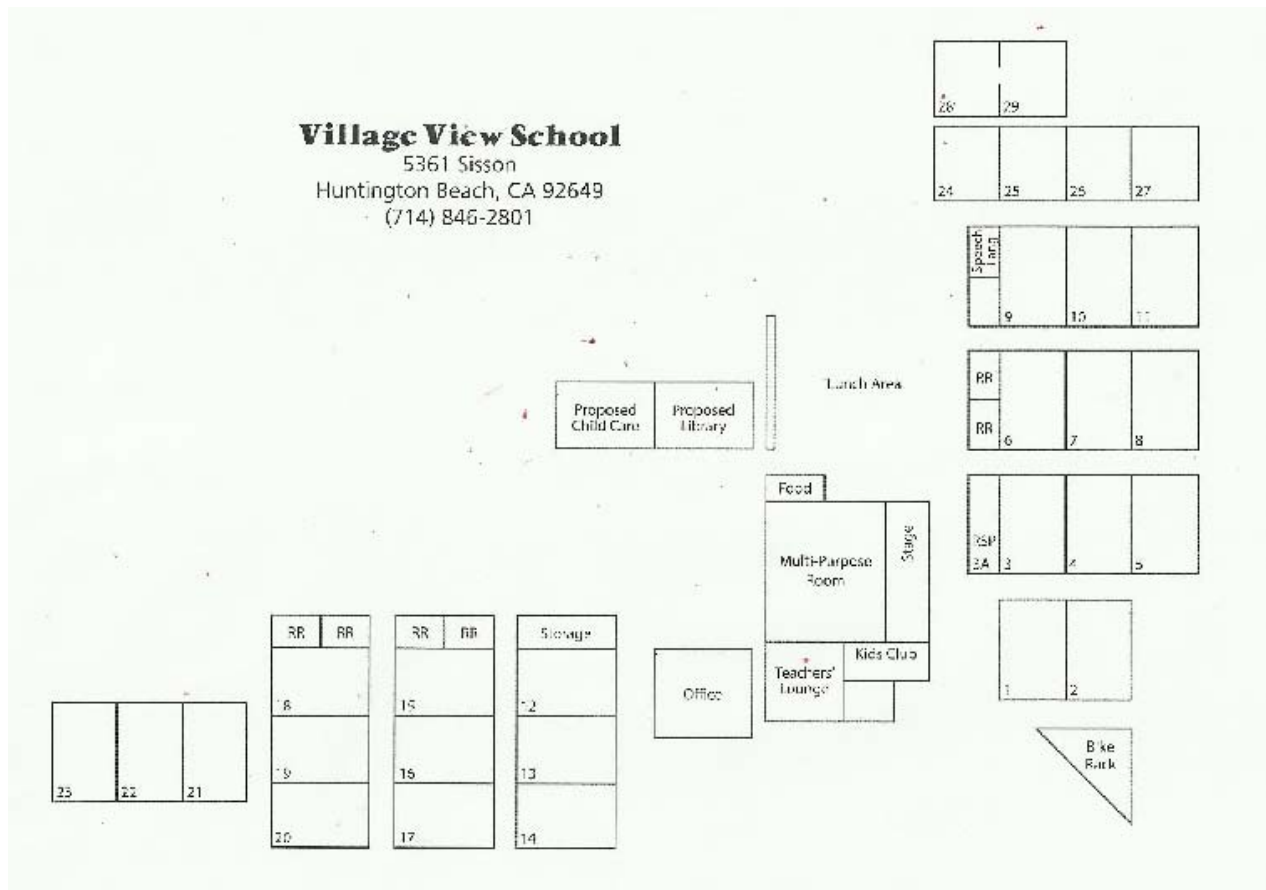 Village View School
5361 Sisson
Huntington Beach, CA 92649
(714) 846-2801
28
29
24
25
26
27
Speech
Lang
9
10
11
Lunch Area
RR
RR
6
7
8
Proposed
Child Care
Proposed
Library
Food
Multi-Purpose
Room
Stage
RSP
3
4
5
Kids Club
Teachers'
Lounge
Office
1
2
Bike
Rack
RR
RR
18
19
20
RR
RR
15
16
17
Storage
12
13
14
23
22
21